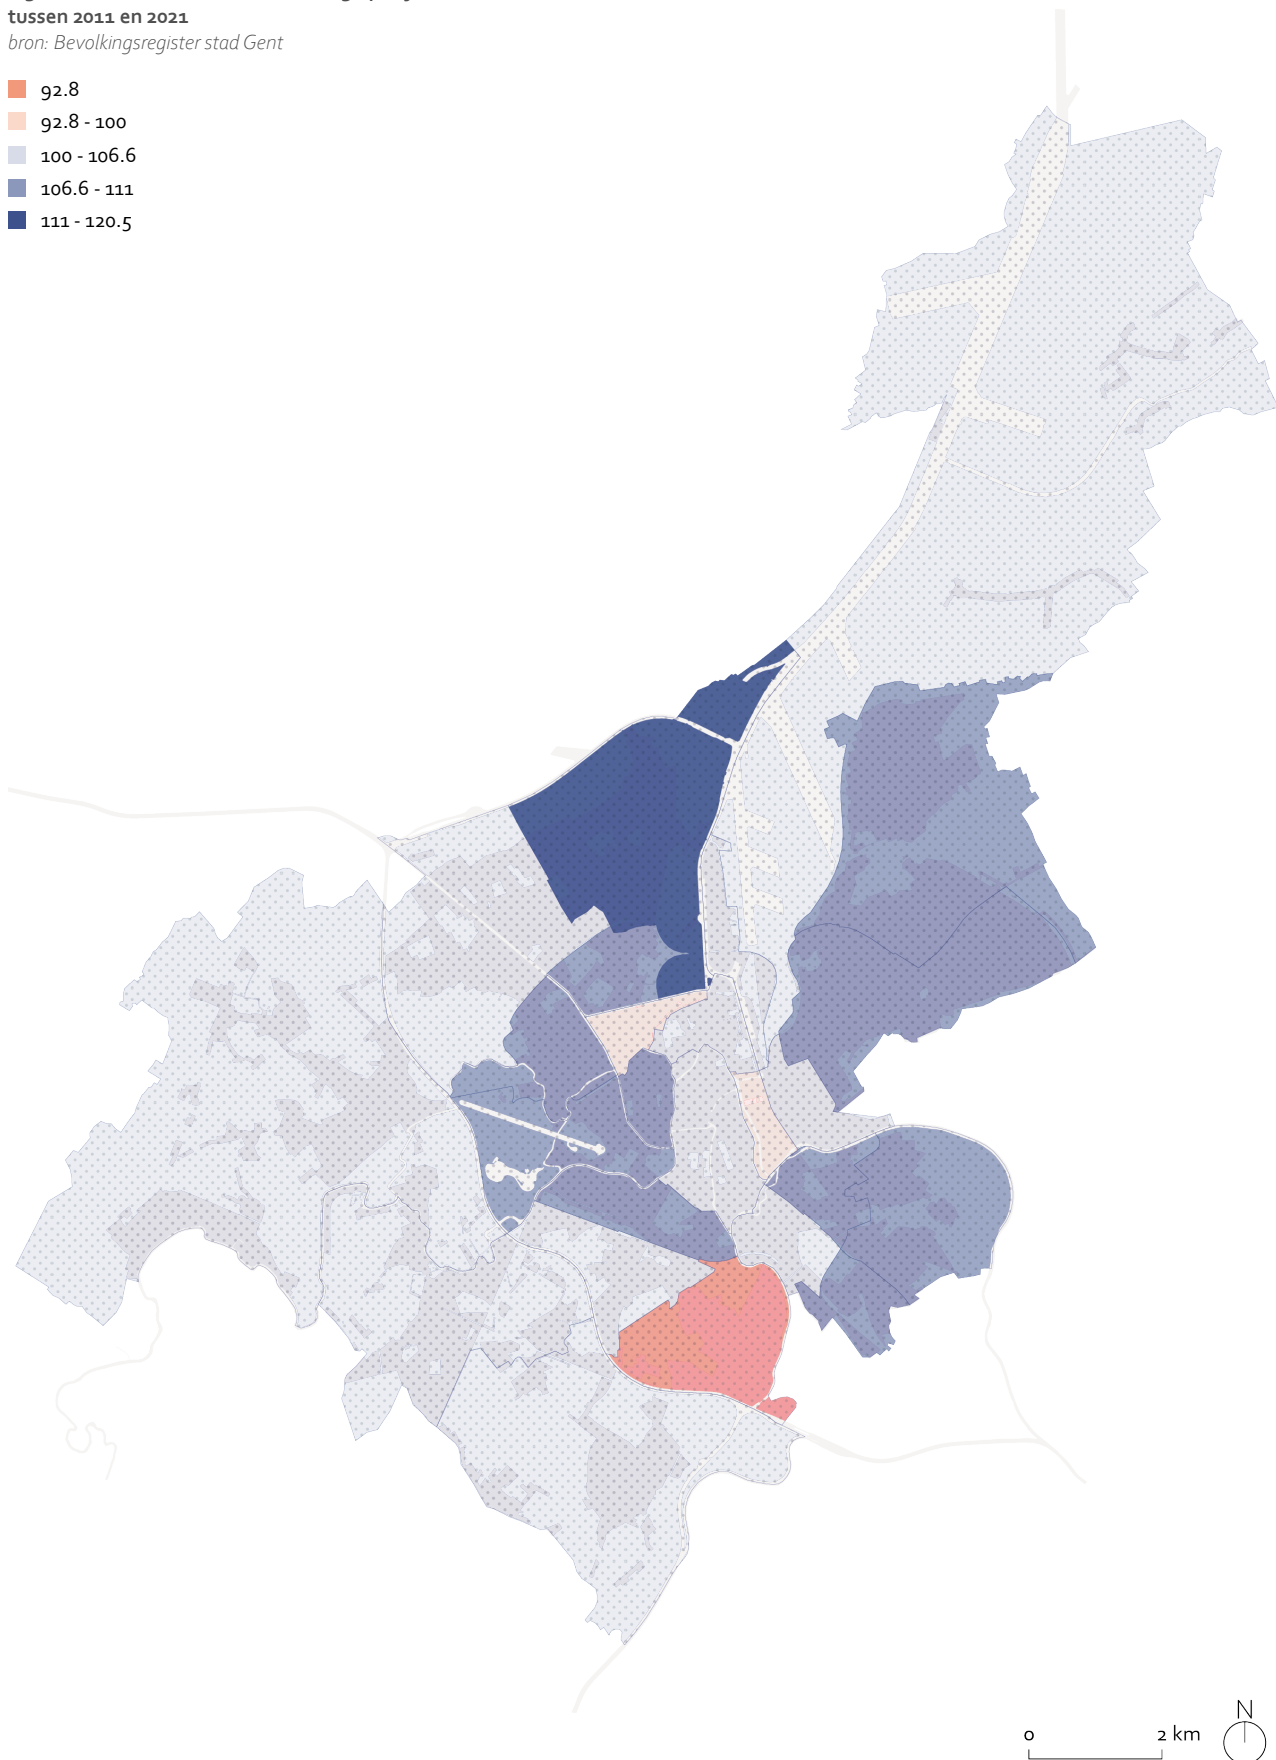 tussen 2011 en 2021
bron: Bevolkingsregister stad Gent
92.8
92.8 - 100
100 - 106.6
106.6 - 111
111 - 120.5
N
0 2 km